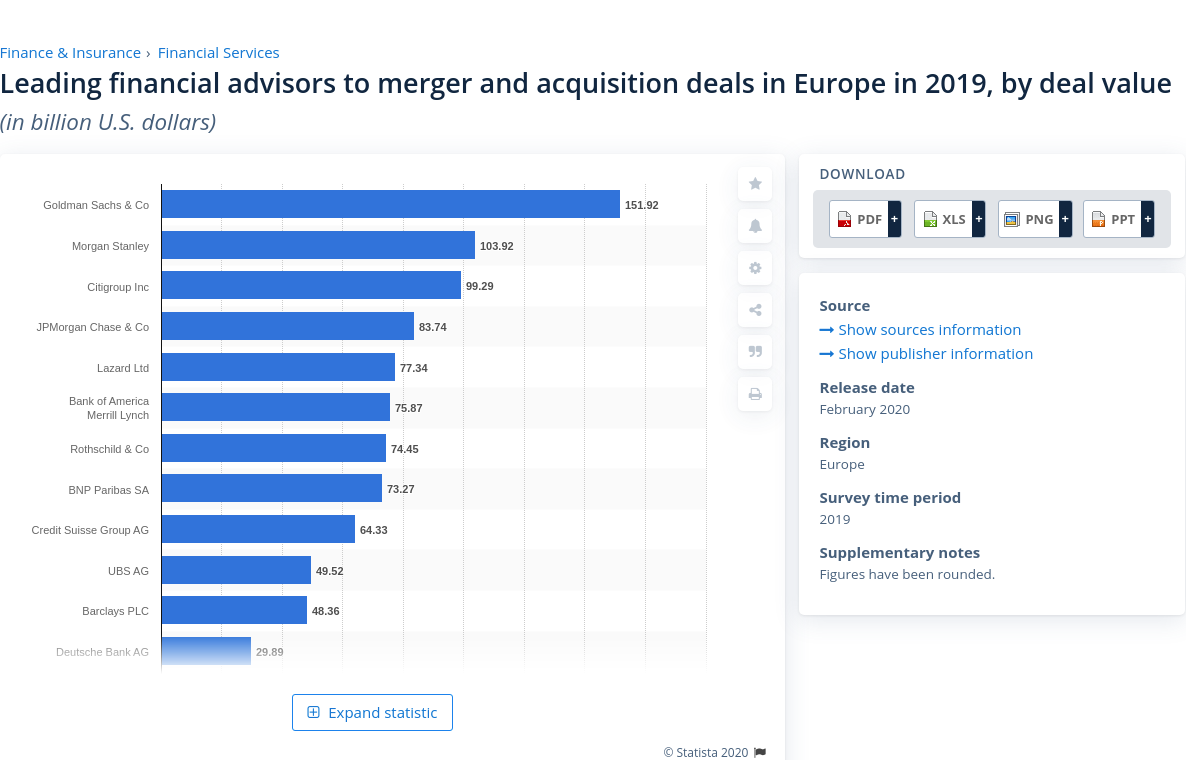 Finance & Insurance › Financial Services
Leading financial advisors to merger and acquisition deals in Europe in 2019, by deal value
(in billion U.S. dollars)
Goldman Sachs & Co 151.92
Morgan Stanley 103.92
Citigroup Inc 99.29
JPMorgan Chase & Co 83.74
Lazard Ltd 77.34
Bank of America
Merrill Lynch 75.87
Rothschild & Co 74.45
BNP Paribas SA 73.27
Credit Suisse Group AG 64.33
UBS AG 49.52
Barclays PLC 48.36
Deutsche Bank AG 29.89
Expand statistic
© Statista 2020
DOWNLOAD
PDF + XLS + PNG + PPT +
Source
Show sources information
Show publisher information
Release date
February 2020
Region
Europe
Survey time period
2019
Supplementary notes
Figures have been rounded.